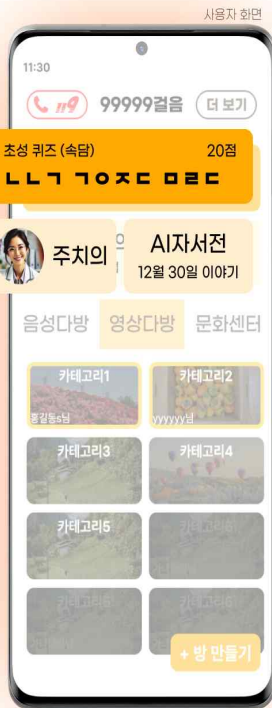 사용자 화면
11:30
119 99999걸음 더 보기
초성 퀴즈 (속담) 20점
ㄴㄴㄱ ㄱㅇㅈㄷ ㅁㄹㄷ
주치의
AI자서전
12월 30일 이야기
음성다방 영상다방 문화센터
카테고리1 카테고리2
홍길동s님 yyyyyy님
카테고리3 카테고리4
카테고리5
+ 방 만들기